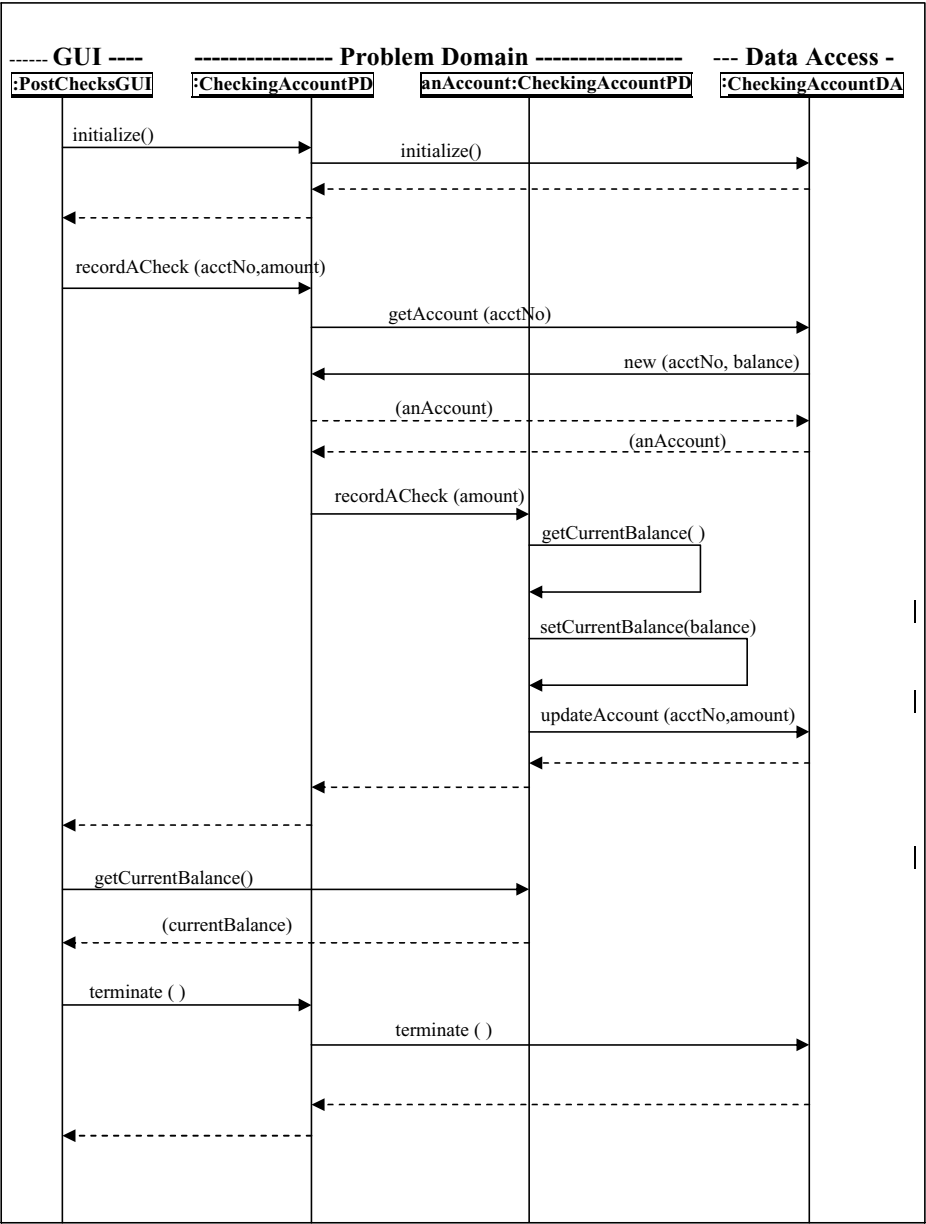 ------ GUI ---- ---------------- Problem Domain ----------------- --- Data Access -
:PostChecksGUI :CheckingAccountPD anAccount:CheckingAccountPD :CheckingAccountDA
initialize()
initialize()
recordACheck (acctNo,amount)
getAccount (acctNo)
new (acctNo, balance)
(anAccount)
(anAccount)
recordACheck (amount)
getCurrentBalance( )
setCurrentBalance(balance)
updateAccount (acctNo,amount)
getCurrentBalance()
(currentBalance)
terminate ( )
terminate ( )